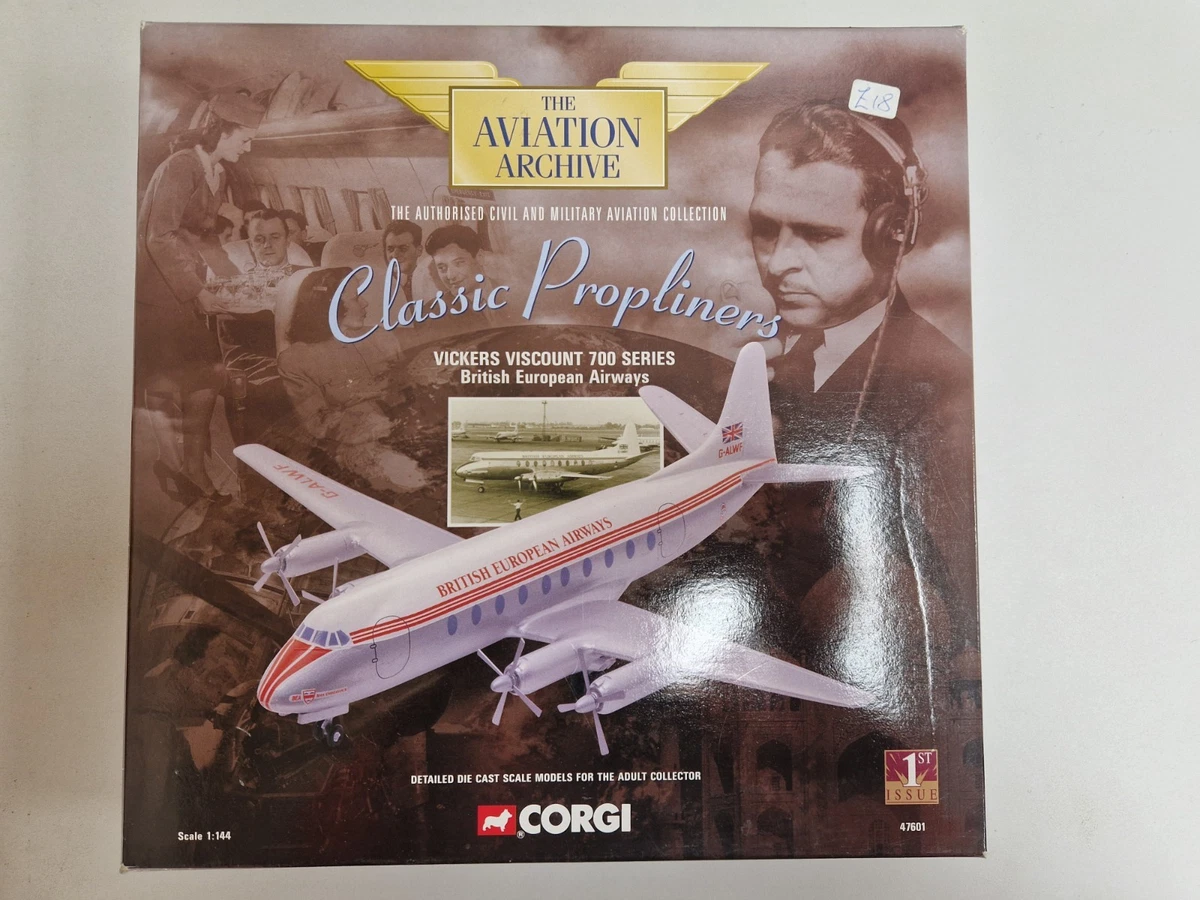 £18
THE
AVIATION
ARCHIVE
THE AUTHORISED CIVIL AND MILITARY AVIATION COLLECTION
Classic Propliners
VICKERS VISCOUNT 700 SERIES
British European Airways
G-ALWF
G-ALWF
BRITISH EUROPEAN AIRWAYS
DETAILED DIE CAST SCALE MODELS FOR THE ADULT COLLECTOR
1ST
ISSUE
CORGI
®
Scale 1:144
47601